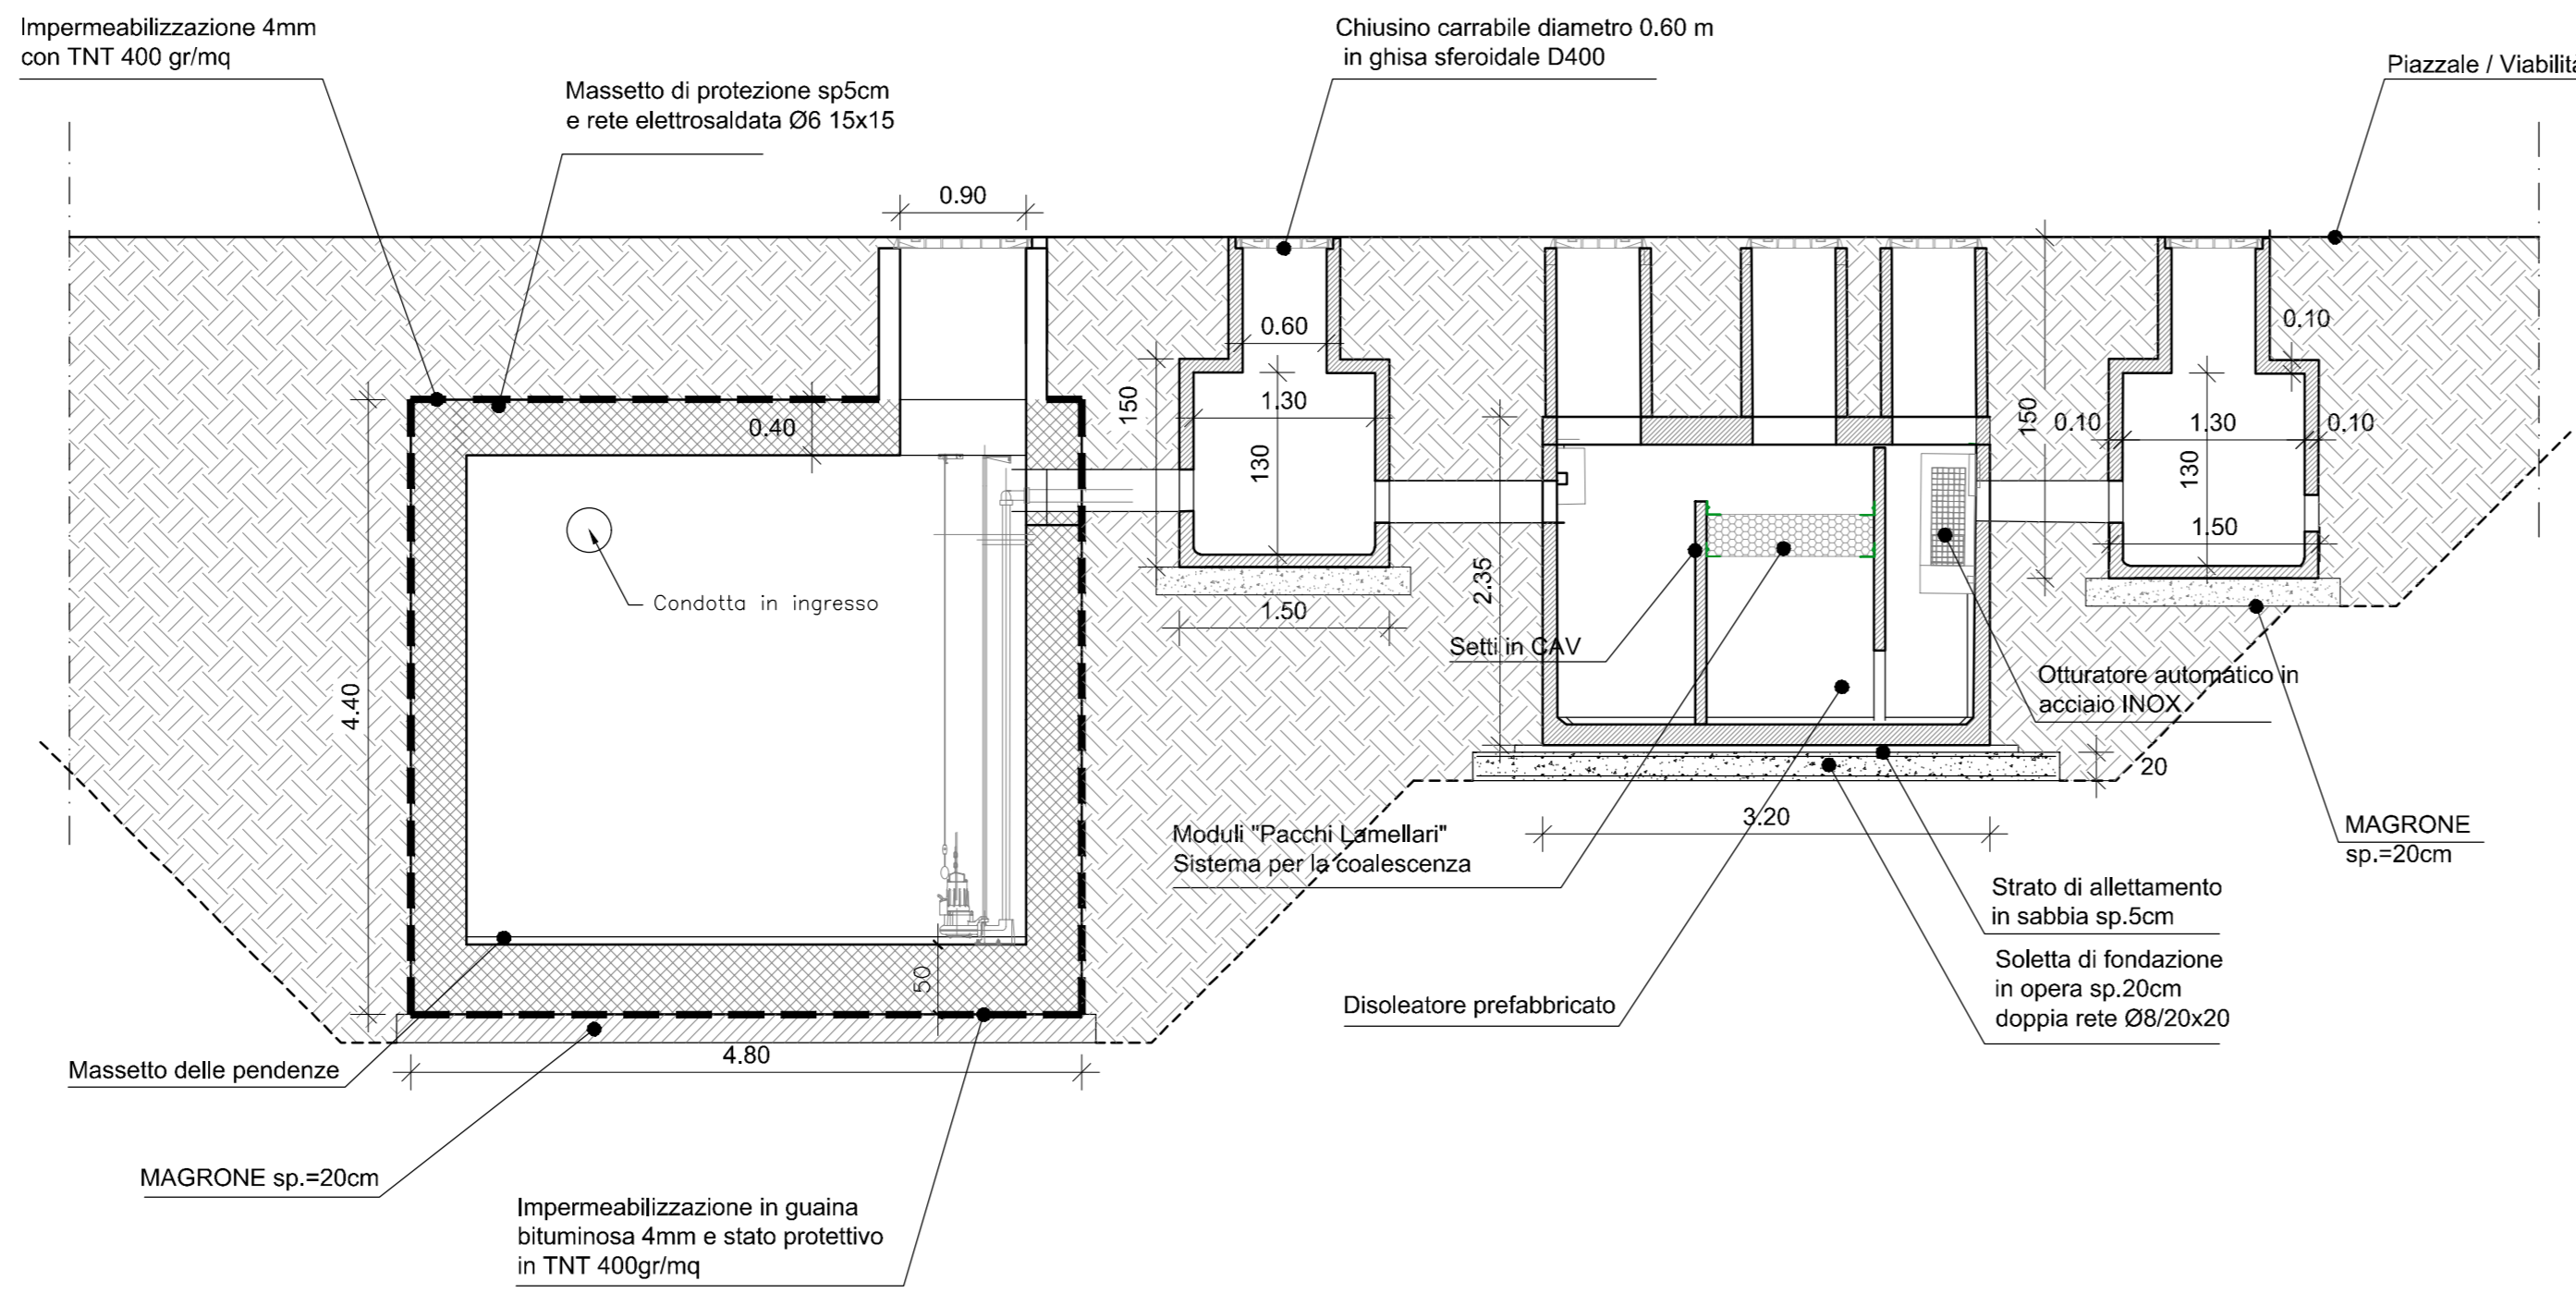 Impermeabilizzazione 4mm
con TNT 400 gr/mq
Massetto di protezione sp5cm
e rete elettrosaldata Ø6 15x15
Chiusino carrabile diametro 0.60 m
in ghisa sferoidale D400
Piazzale / Viabilità
0.90
0.60
0.10
150
1.30
130
0.40
150
0.10
1.30
0.10
130
1.50
Condotta in ingresso
1.50
2.35
Setti in CAV
4.40
Otturatore automatico in
acciaio INOX
20
3.20
Moduli "Pacchi Lamellari"
Sistema per la coalescenza
MAGRONE
sp.=20cm
Strato di allettamento
in sabbia sp.5cm
50
Soletta di fondazione
in opera sp.20cm
doppia rete Ø8/20x20
Disoleatore prefabbricato
4.80
Massetto delle pendenze
MAGRONE sp.=20cm
Impermeabilizzazione in guaina
bituminosa 4mm e stato protettivo
in TNT 400gr/mq